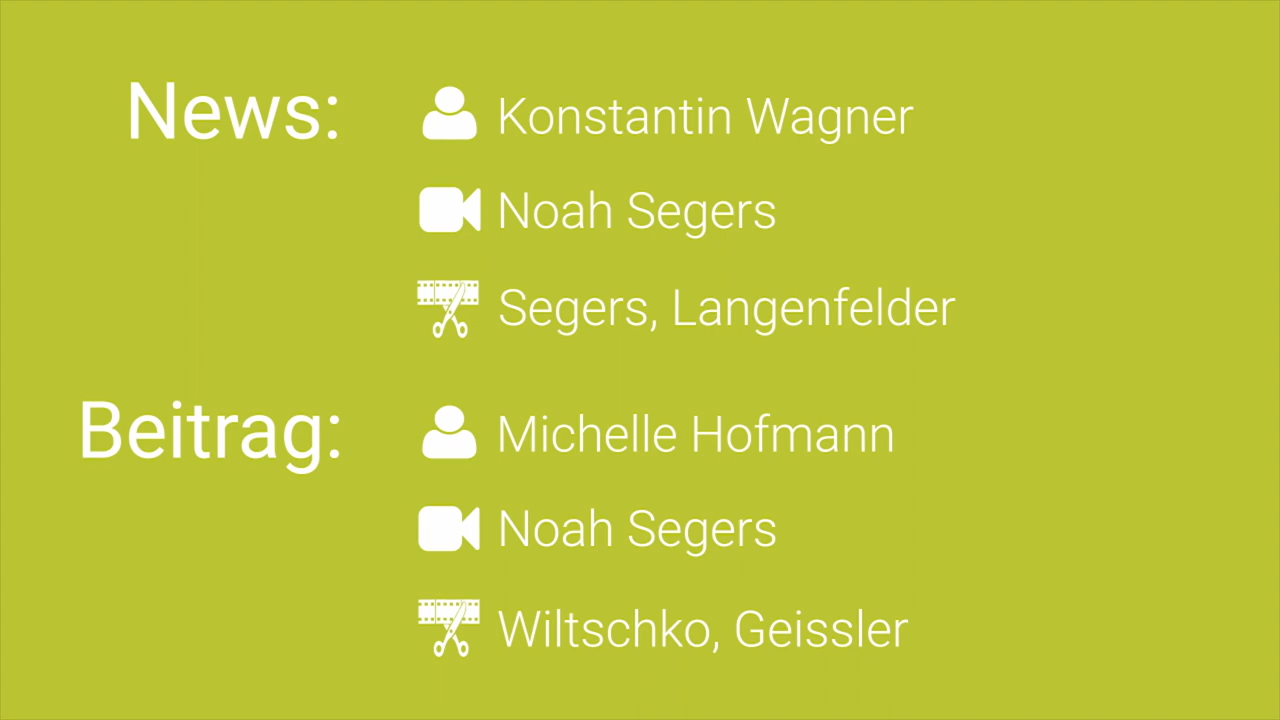 News: Konstantin Wagner
Noah Segers
Segers, Langenfelder
Beitrag: Michelle Hofmann
Noah Segers
Wiltschko, Geissler